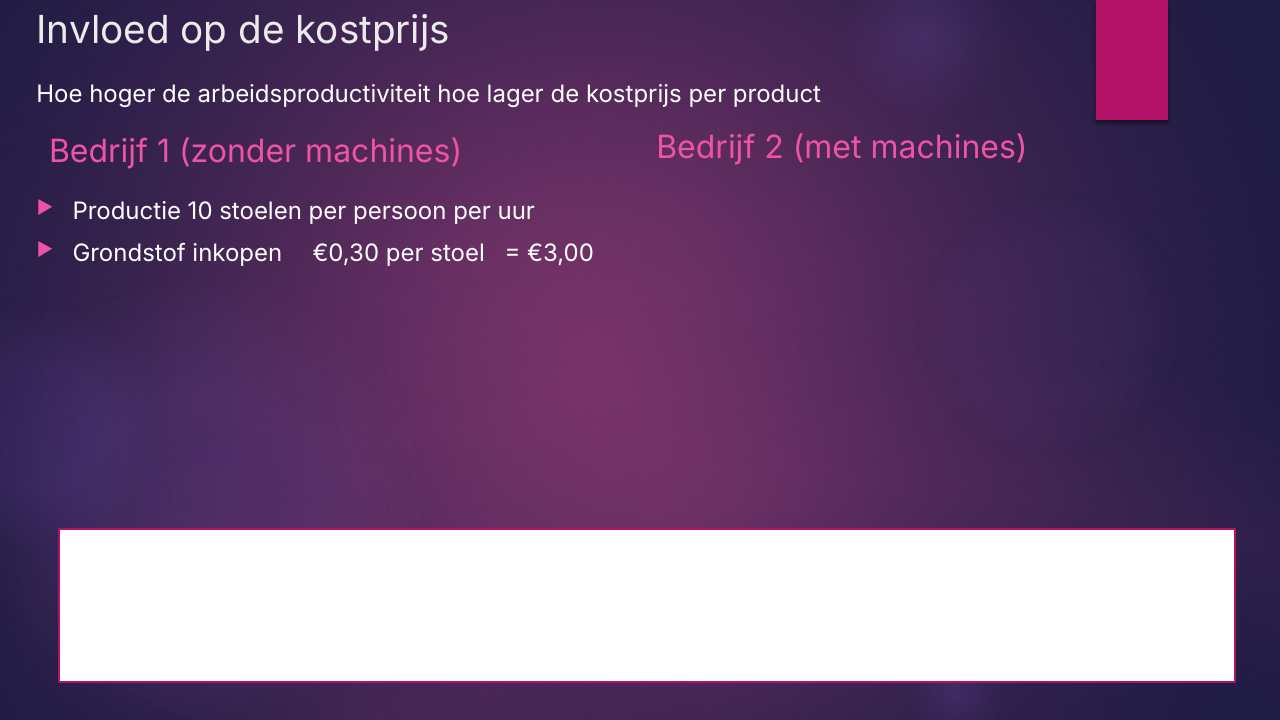 Invloed op de kostprijs
Hoe hoger de arbeidsproductiviteit hoe lager de kostprijs per product
Bedrijf 1 (zonder machines)
Productie 10 stoelen per persoon per uur
Grondstof inkopen €0,30 per stoel = €3,00
Bedrijf 2 (met machines)